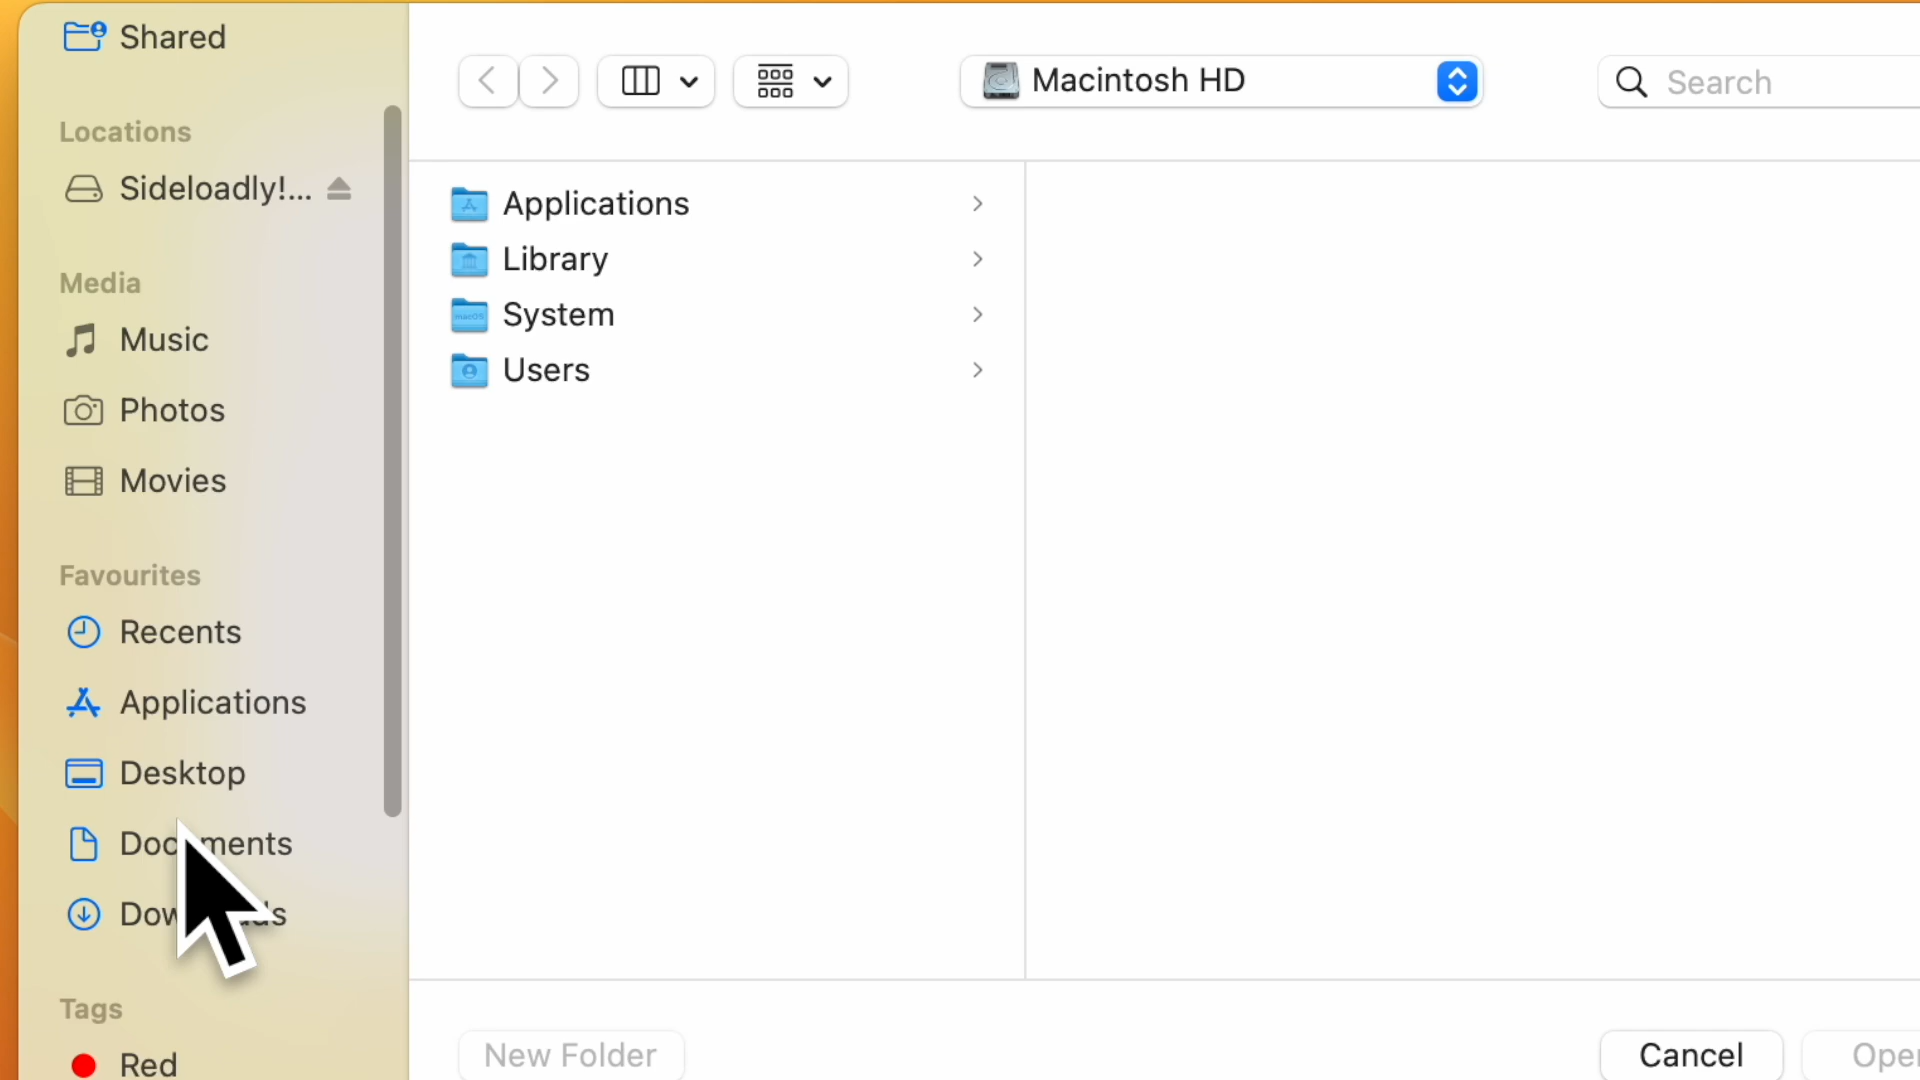 Shared
Locations
Sideloadly!...
Media
Music
Photos
Movies
Favourites
Recents
Applications
Desktop
Documents
Tags
Red
Macintosh HD
Search
Applications
Library
System
Users
New Folder
Cancel